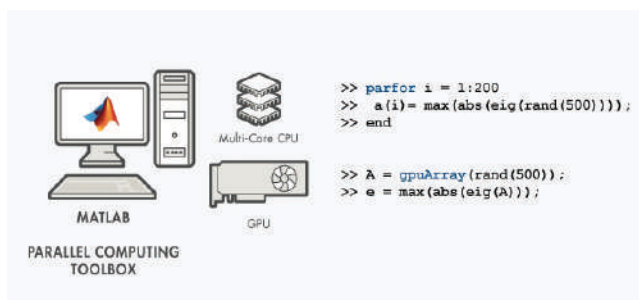 MATLAB
PARALLEL COMPUTING
TOOLBOX
Multi-Core CPU
GPU
>> parfor i = 1:200
>> a(i)= max(abs(eig(rand(500))));
>> end
>> A = gpuArray(rand(500));
>> e = max(abs(eig(A)));